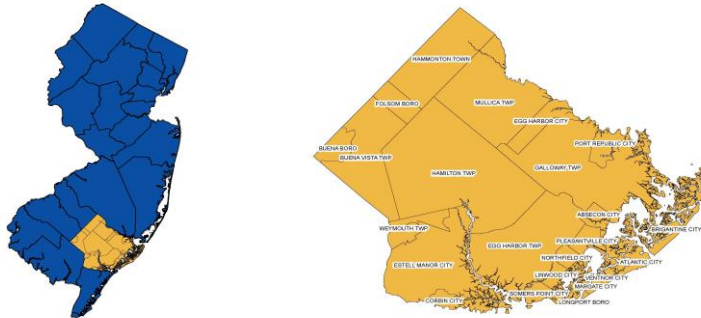 HAMMONTON TOWN
FOLSOM BORO
MULLICA TWP.
EGG HARBOR CITY
PORT REPUBLIC CITY
BUENA BORO
BUENA VISTA TWP.
GALLOWAY TWP.
HAMILTON TWP.
ABSECON CITY
WEYMOUTH TWP.
BRIGANTINE CITY
PLEASANTVILLE CITY
EGG HARBOR TWP.
NORTHFIELD CITY
ATLANTIC CITY
ESTELL MANOR CITY
LINWOOD CITY
VENTNOR CITY
MARGATE CITY
SOMERS POINT CITY
CORBIN CITY
LONGPORT BORO